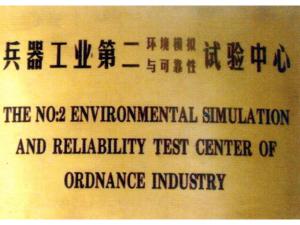 兵器工业第二环境模拟与可靠性试验中心
THE NO:2 ENVIRONMENTAL SIMULATION
AND RELIABILITY TEST CENTER OF
ORDNANCE INDUSTRY